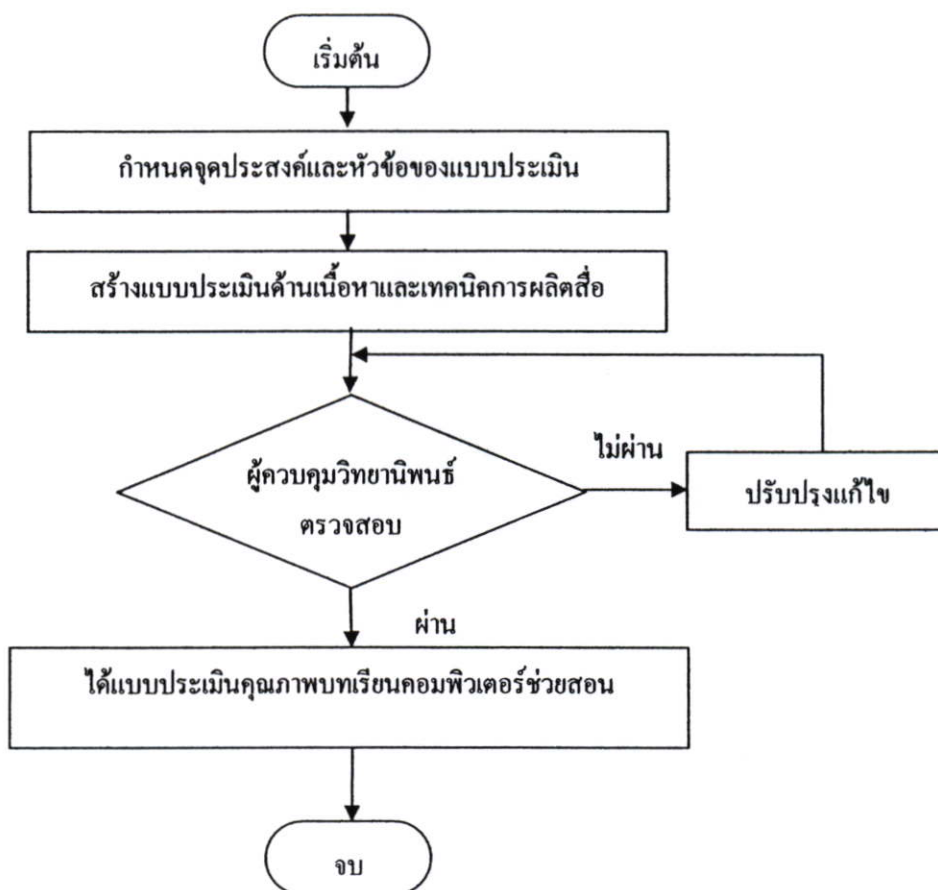 เริ่มต้น
กำหนดจุดประสงค์และหัวข้อของแบบประเมิน
สร้างแบบประเมินด้านเนื้อหาและเทคนิคการผลิตสื่อ
ผู้ควบคุมวิทยานิพนธ์
ตรวจสอบ
ไม่ผ่าน
ปรับปรุงแก้ไข
ผ่าน
ได้แบบประเมินคุณภาพบทเรียนคอมพิวเตอร์ช่วยสอน
จบ